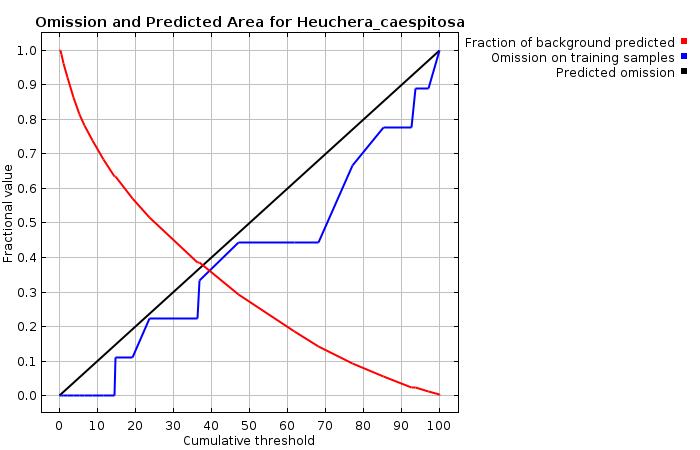 Omission and Predicted Area for Heuchera_caespitosa
Fraction of background predicted
Omission on training samples
Predicted omission
Fractional value
1.0
0.9
0.8
0.7
0.6
0.5
0.4
0.3
0.2
0.1
0.0
0 10 20 30 40 50 60 70 80 90 100
Cumulative threshold